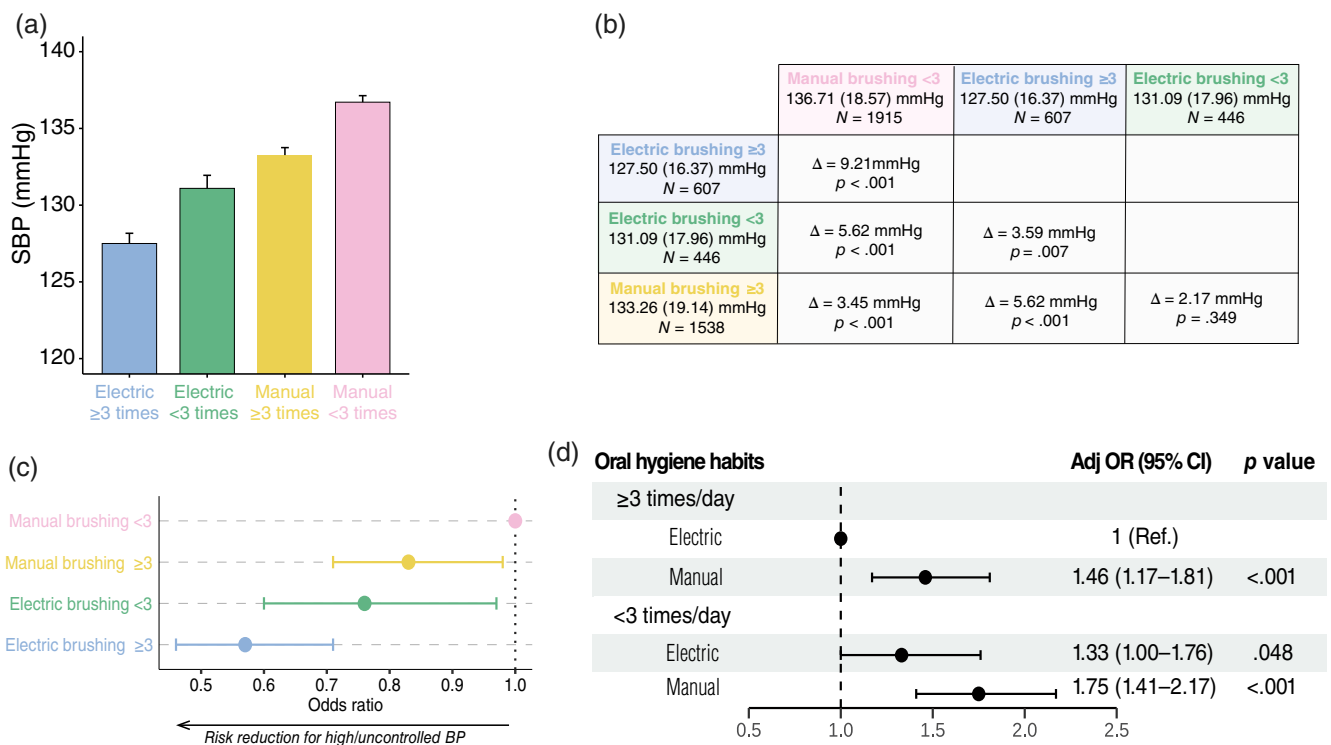 (a)
140
135
130
125
120
SBP (mmHg)
Electric
≥3 times
Electric
<3 times
Manual
≥3 times
Manual
<3 times
(b)
Manual brushing <3
136.71 (18.57) mmHg
N = 1915
Electric brushing ≥3
127.50 (16.37) mmHg
N = 607
Electric brushing <3
131.09 (17.96) mmHg
N = 446
Electric brushing ≥3
127.50 (16.37) mmHg
N = 607
Δ = 9.21mmHg
p < .001
Electric brushing <3
131.09 (17.96) mmHg
N = 446
Δ = 5.62 mmHg
p < .001
Δ = 3.59 mmHg
p = .007
Manual brushing ≥3
133.26 (19.14) mmHg
N = 1538
Δ = 3.45 mmHg
p < .001
Δ = 5.62 mmHg
p < .001
Δ = 2.17 mmHg
p = .349
(c)
Manual brushing <3
Manual brushing ≥3
Electric brushing <3
Electric brushing ≥3
0.5 0.6 0.7 0.8 0.9 1.0
Odds ratio
Risk reduction for high/uncontrolled BP
(d)
Oral hygiene habits Adj OR (95% CI) p value
≥3 times/day
Electric 1 (Ref.)
Manual 1.46 (1.17–1.81) <.001
<3 times/day
Electric 1.33 (1.00–1.76) .048
Manual 1.75 (1.41–2.17) <.001
0.5 1.0 1.5 2.0 2.5